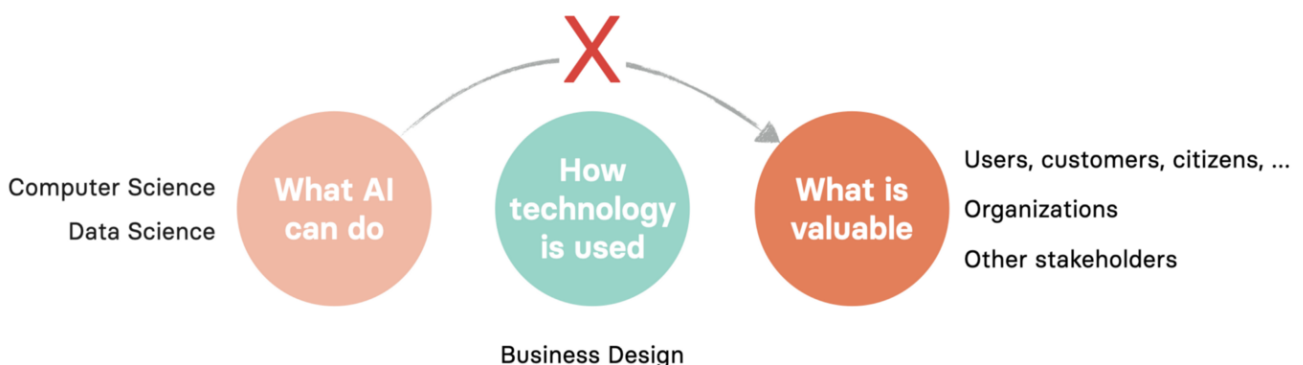 X
Computer Science
Data Science
What AI
can do
How
technology
is used
What is
valuable
Users, customers, citizens, ...
Organizations
Other stakeholders
Business Design